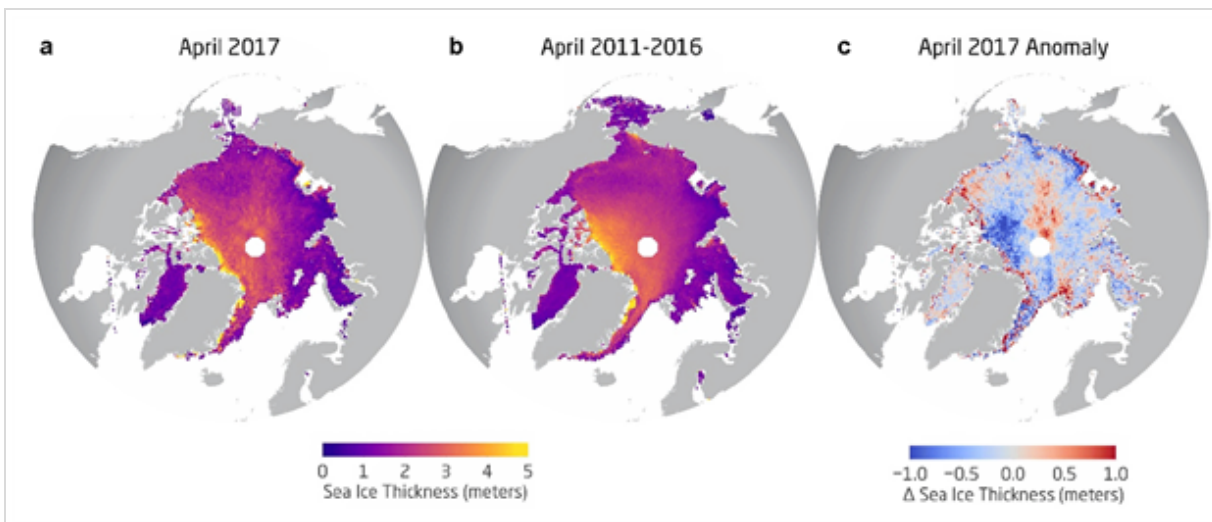 a April 2017
b April 2011-2016
c April 2017 Anomaly
0 1 2 3 4 5
Sea Ice Thickness (meters)
−1.0 −0.5 0.0 0.5 1.0
Δ Sea Ice Thickness (meters)